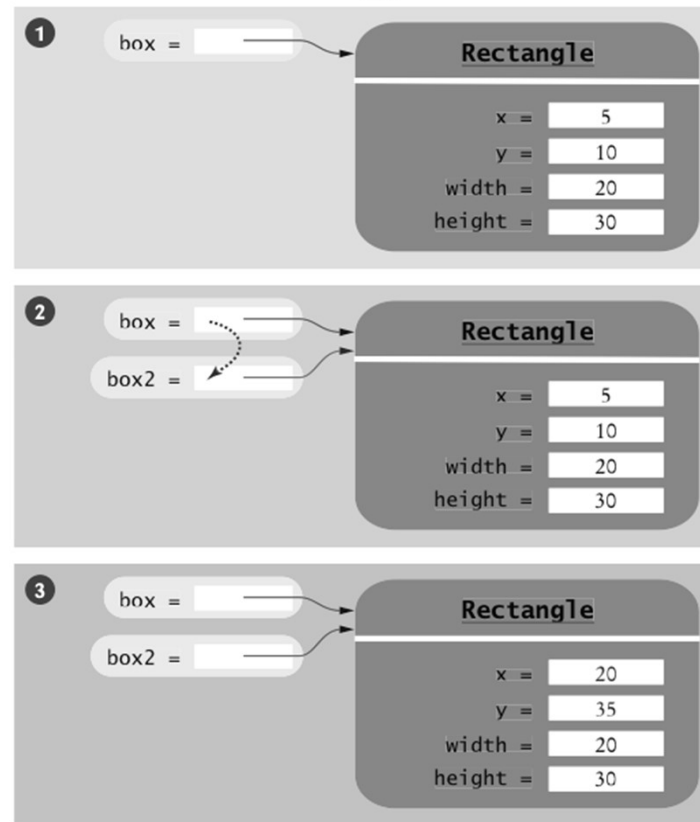 1
box =
Rectangle
x = 5
y = 10
width = 20
height = 30
2
box =
box2 =
Rectangle
x = 5
y = 10
width = 20
height = 30
3
box =
box2 =
Rectangle
x = 20
y = 35
width = 20
height = 30